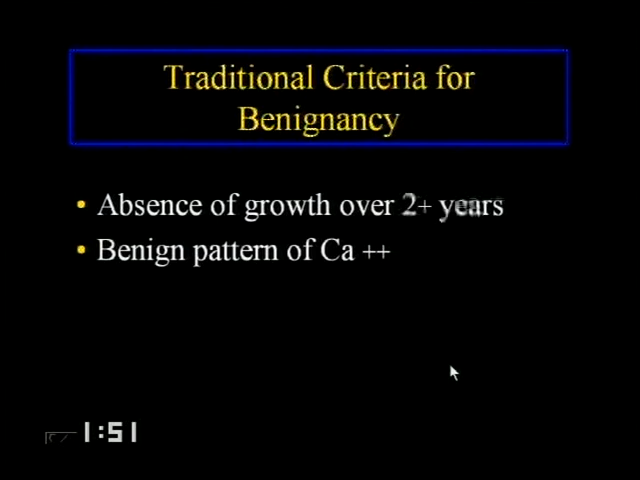 Traditional Criteria for
Benignancy
• Absence of growth over 2+ years
• Benign pattern of Ca ++
1:51